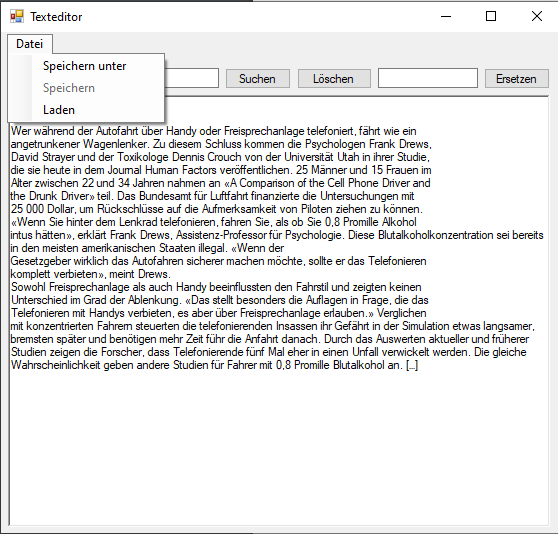 Texteditor
Datei
Speichern unter
Speichern
Laden
Suchen
Löschen
Ersetzen
Wer während der Autofahrt über Handy oder Freisprechanlage telefoniert, fährt wie ein
angetrunkener Wagenlenker. Zu diesem Schluss kommen die Psychologen Frank Drews,
David Strayer und der Toxikologe Dennis Crouch von der Universität Utah in ihrer Studie,
die sie heute in dem Journal Human Factors veröffentlichen. 25 Männer und 15 Frauen im
Alter zwischen 22 und 34 Jahren nahmen an «A Comparison of the Cell Phone Driver and
the Drunk Driver» teil. Das Bundesamt für Luftfahrt finanzierte die Untersuchungen mit
25 000 Dollar, um Rückschlüsse auf die Aufmerksamkeit von Piloten ziehen zu können.
«Wenn Sie hinter dem Lenkrad telefonieren, fahren Sie, als ob Sie 0,8 Promille Alkohol
intus hätten», erklärt Frank Drews, Assistenz-Professor für Psychologie. Diese Blutalkoholkonzentration sei bereits
in den meisten amerikanischen Staaten illegal. «Wenn der
Gesetzgeber wirklich das Autofahren sicherer machen möchte, sollte er das Telefonieren
komplett verbieten», meint Drews.
Sowohl Freisprechanlage als auch Handy beeinflussten den Fahrstil und zeigten keinen
Unterschied im Grad der Ablenkung. «Das stellt besonders die Auflagen in Frage, die das
Telefonieren mit Handys verbieten, es aber über Freisprechanlage erlauben.» Verglichen
mit konzentrierten Fahrern steuerten die telefonierenden Insassen ihr Gefährt in der Simulation etwas langsamer,
bremsten später und benötigen mehr Zeit führ die Anfahrt danach. Durch das Auswerten aktueller und früherer
Studien zeigen die Forscher, dass Telefonierende fünf Mal eher in einen Unfall verwickelt werden. Die gleiche
Wahrscheinlichkeit geben andere Studien für Fahrer mit 0,8 Promille Blutalkohol an. [...]